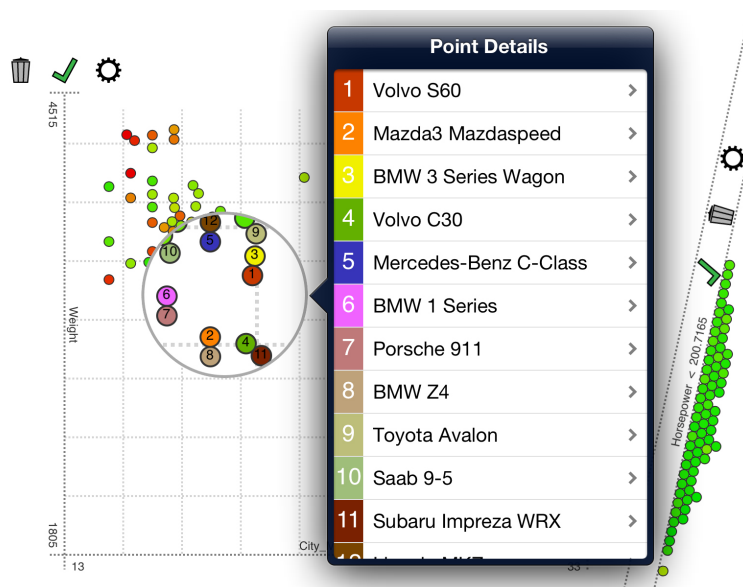 Point Details
1 Volvo S60
2 Mazda3 Mazdaspeed
3 BMW 3 Series Wagon
4 Volvo C30
5 Mercedes-Benz C-Class
6 BMW 1 Series
7 Porsche 911
8 BMW Z4
9 Toyota Avalon
10 Saab 9-5
11 Subaru Impreza WRX
4515
Weight
1805
13
City_
33
Horsepower < 200.7165
12
9
5
10
3
1
6
7
2
4
8
11